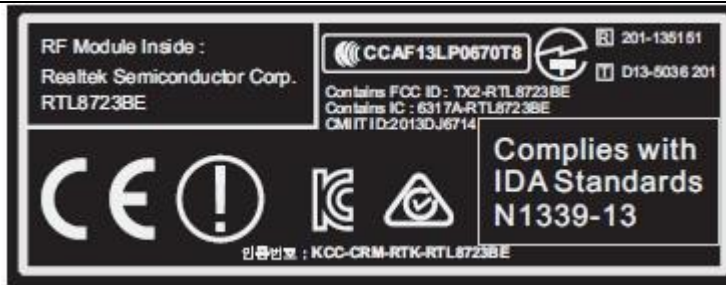 RF Module Inside :
Realtek Semiconductor Corp.
RTL8723BE
CCAF13LP0670T8
R 201-135151
T D13-5036 201
Contains FCC ID : TX2-RTL8723BE
Contains IC : 6317A-RTL8723BE
CMIIT ID:2013DJ6714
Complies with
IDA Standards
N1339-13
CE
인증번호 : KCC-CRM-RTK-RTL8723BE